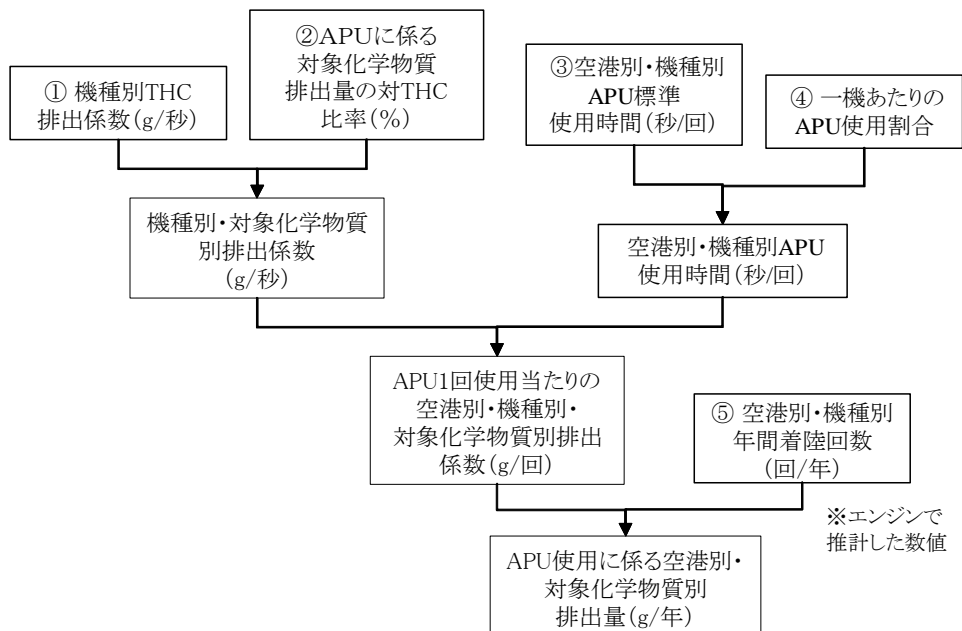 ① 機種別THC
排出係数(g/秒)
②APUに係る
対象化学物質
排出量の対THC
比率(%)
③空港別・機種別
APU標準
使用時間(秒/回)
④ 一機あたりの
APU使用割合
機種別・対象化学物質
別排出係数
(g/秒)
空港別・機種別APU
使用時間(秒/回)
APU1回使用当たりの
空港別・機種別・
対象化学物質別排出
係数(g/回)
⑤ 空港別・機種別
年間着陸回数
(回/年)
※エンジンで
推計した数値
APU使用に係る空港別・
対象化学物質別
排出量(g/年)